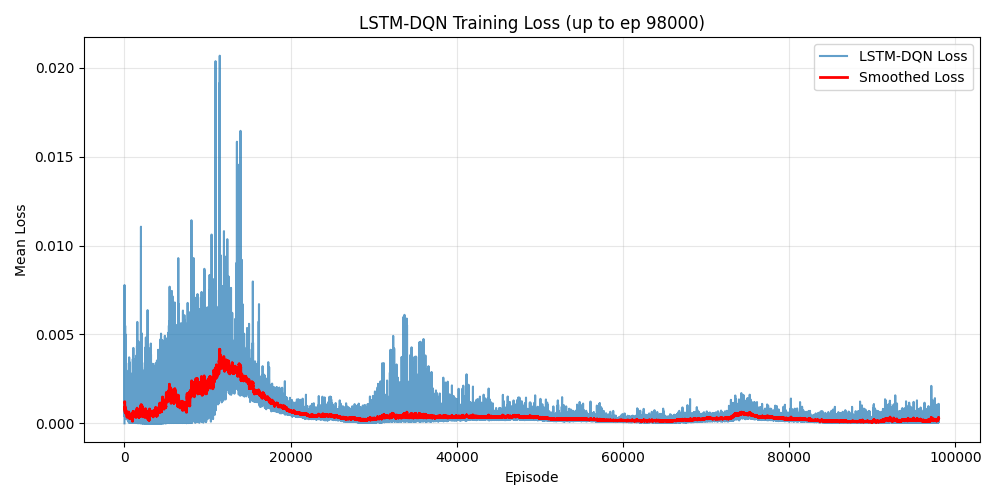 LSTM-DQN Training Loss (up to ep 98000)
LSTM-DQN Loss
Smoothed Loss
Mean Loss
0.020
0.015
0.010
0.005
0.000
0 20000 40000 60000 80000 100000
Episode